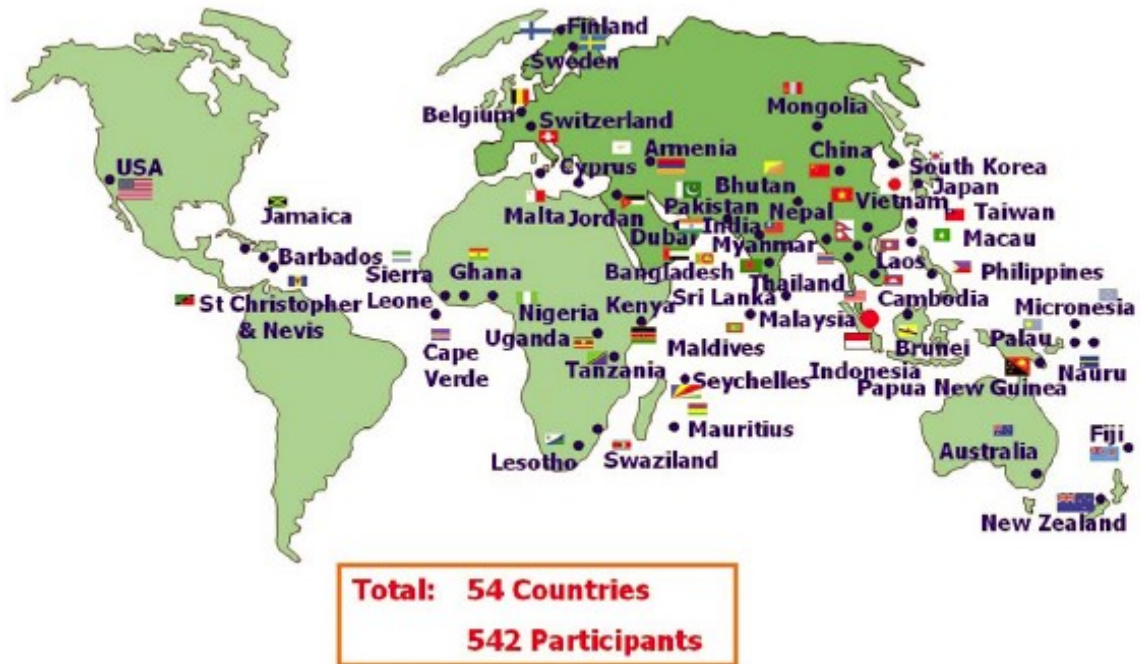 Finland
Sweden
Mongolia
Belgium
Switzerland
Armenia
China
South Korea
USA
Cyprus
Bhutan
Japan
Malta
Jordan
Pakistan
Nepal
Vietnam
Taiwan
Jamaica
Dubai
India
Myanmar
Macau
Barbados
Sierra
Leone
Ghana
Bangladesh
Thailand
Laos
Philippines
St Christopher
& Nevis
Nigeria
Kenya
Sri Lanka
Cambodia
Micronesia
Malaysia
Uganda
Cape
Verde
Maldives
Brunei
Palau
Tanzania
Seychelles
Indonesia
Nauru
Papua New Guinea
Mauritius
Lesotho
Swaziland
Australia
Fiji
New Zealand
Total: 54 Countries
542 Participants